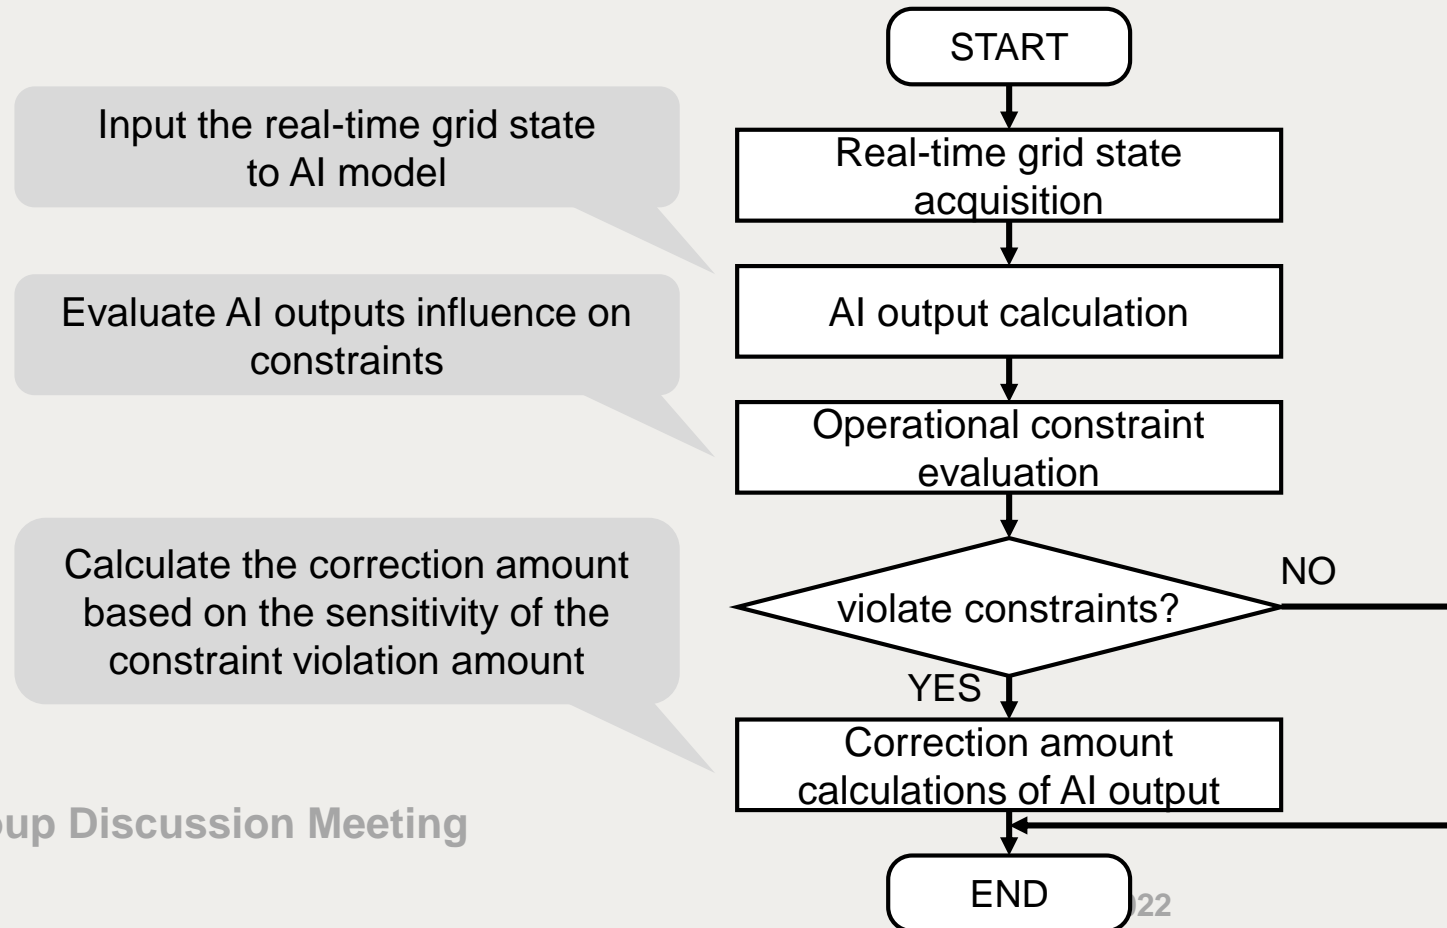 START
Input the real-time grid state
to AI model
Real-time grid state
acquisition
Evaluate AI outputs influence on
constraints
AI output calculation
Operational constraint
evaluation
Calculate the correction amount
based on the sensitivity of the
constraint violation amount
violate constraints?
NO
YES
Correction amount
calculations of AI output
Discussion Meeting
END